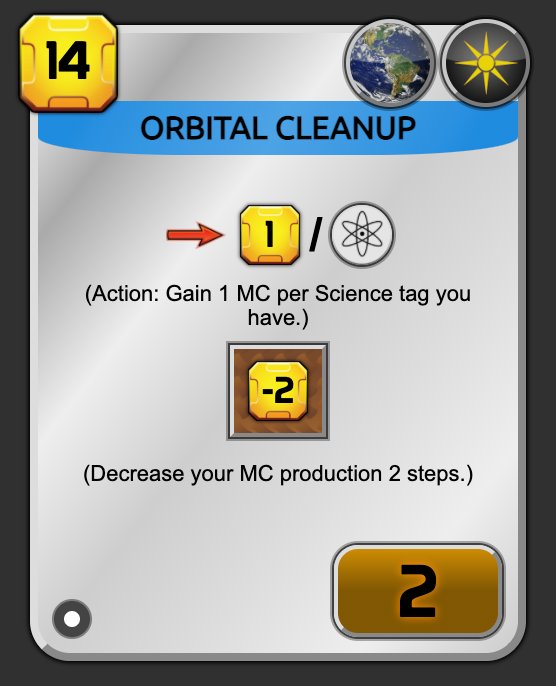 14
ORBITAL CLEANUP
1 /
(Action: Gain 1 MC per Science tag you
have.)
-2
(Decrease your MC production 2 steps.)
2